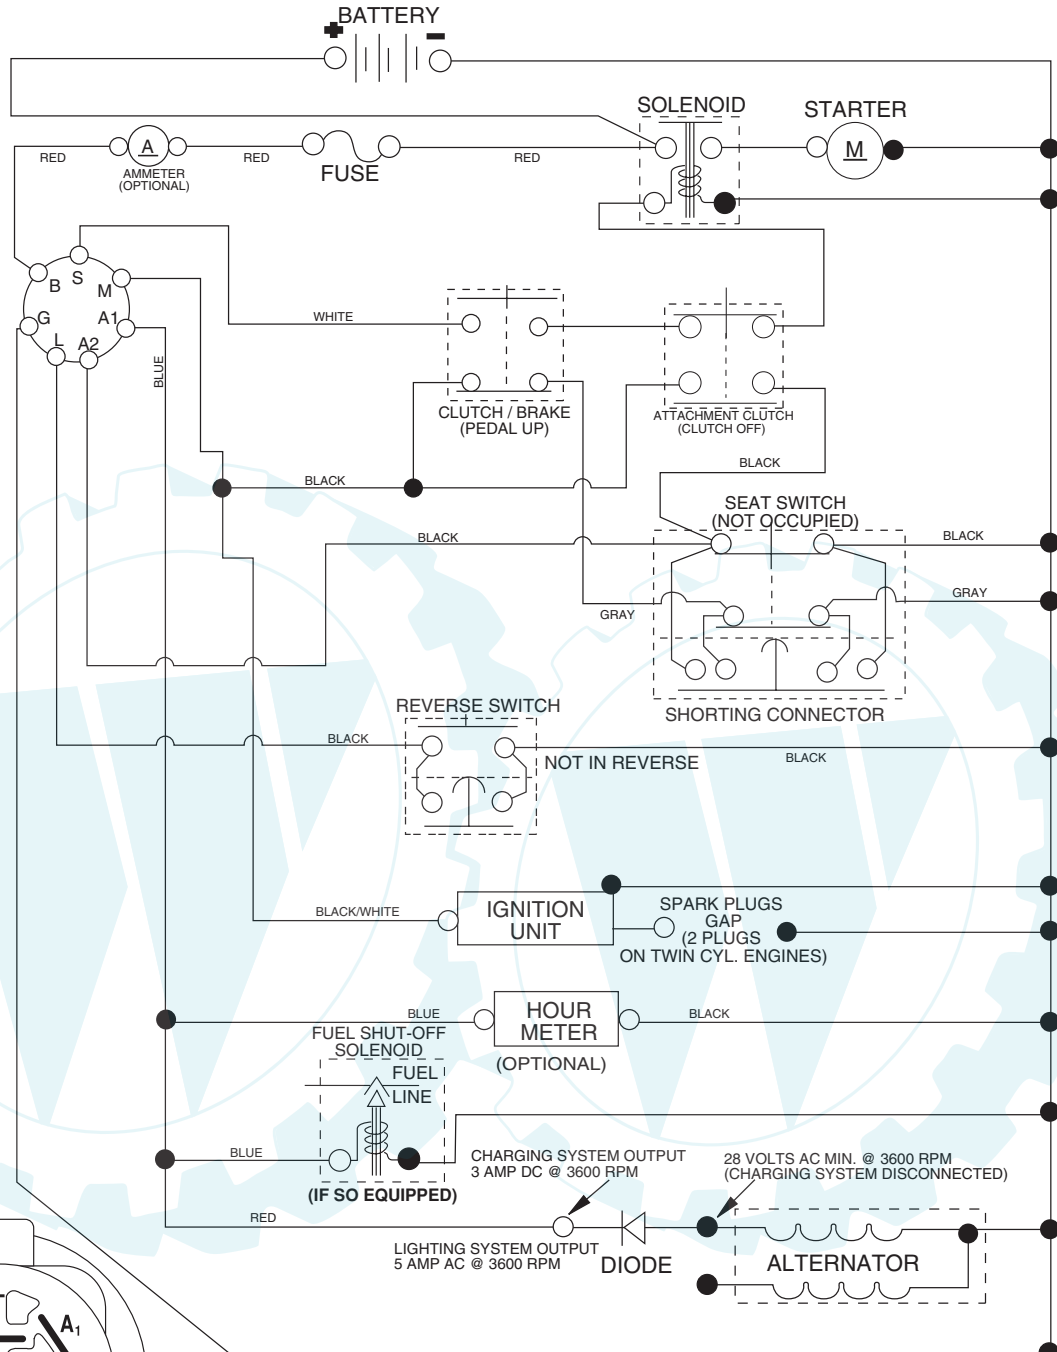 BATTERY
SOLENOID
STARTER
RED
A
AMMETER
(OPTIONAL)
RED
FUSE
RED
M
B
S
M
G
A1
L
A2
BLUE
WHITE
CLUTCH / BRAKE
(PEDAL UP)
ATTACHMENT CLUTCH
(CLUTCH OFF)
BLACK
BLACK
SEAT SWITCH
(NOT OCCUPIED)
BLACK
BLACK
GRAY
GRAY
SHORTING CONNECTOR
REVERSE SWITCH
BLACK
NOT IN REVERSE
BLACK
BLACK/WHITE
IGNITION
UNIT
SPARK PLUGS
GAP
(2 PLUGS
ON TWIN CYL. ENGINES)
BLUE
HOUR
METER
BLACK
(OPTIONAL)
FUEL SHUT-OFF
SOLENOID
FUEL
LINE
BLUE
(IF SO EQUIPPED)
CHARGING SYSTEM OUTPUT
3 AMP DC @ 3600 RPM
28 VOLTS AC MIN. @ 3600 RPM
(CHARGING SYSTEM DISCONNECTED)
RED
LIGHTING SYSTEM OUTPUT
5 AMP AC @ 3600 RPM
DIODE
ALTERNATOR
A1